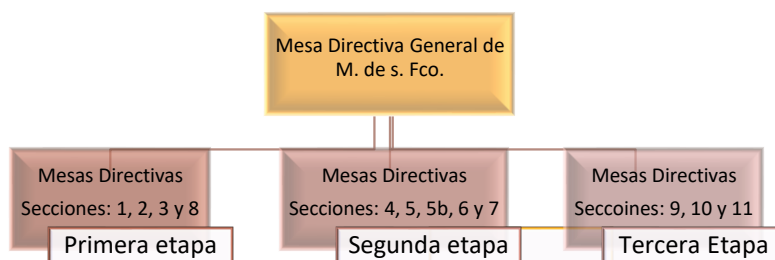 Mesa Directiva General de
M. de s. Fco.
Mesas Directivas
Secciones: 1, 2, 3 y 8
Primera etapa
Mesas Directivas
Secciones: 4, 5, 5b, 6 y 7
Segunda etapa
Mesas Directivas
Seccoines: 9, 10 y 11
Tercera Etapa